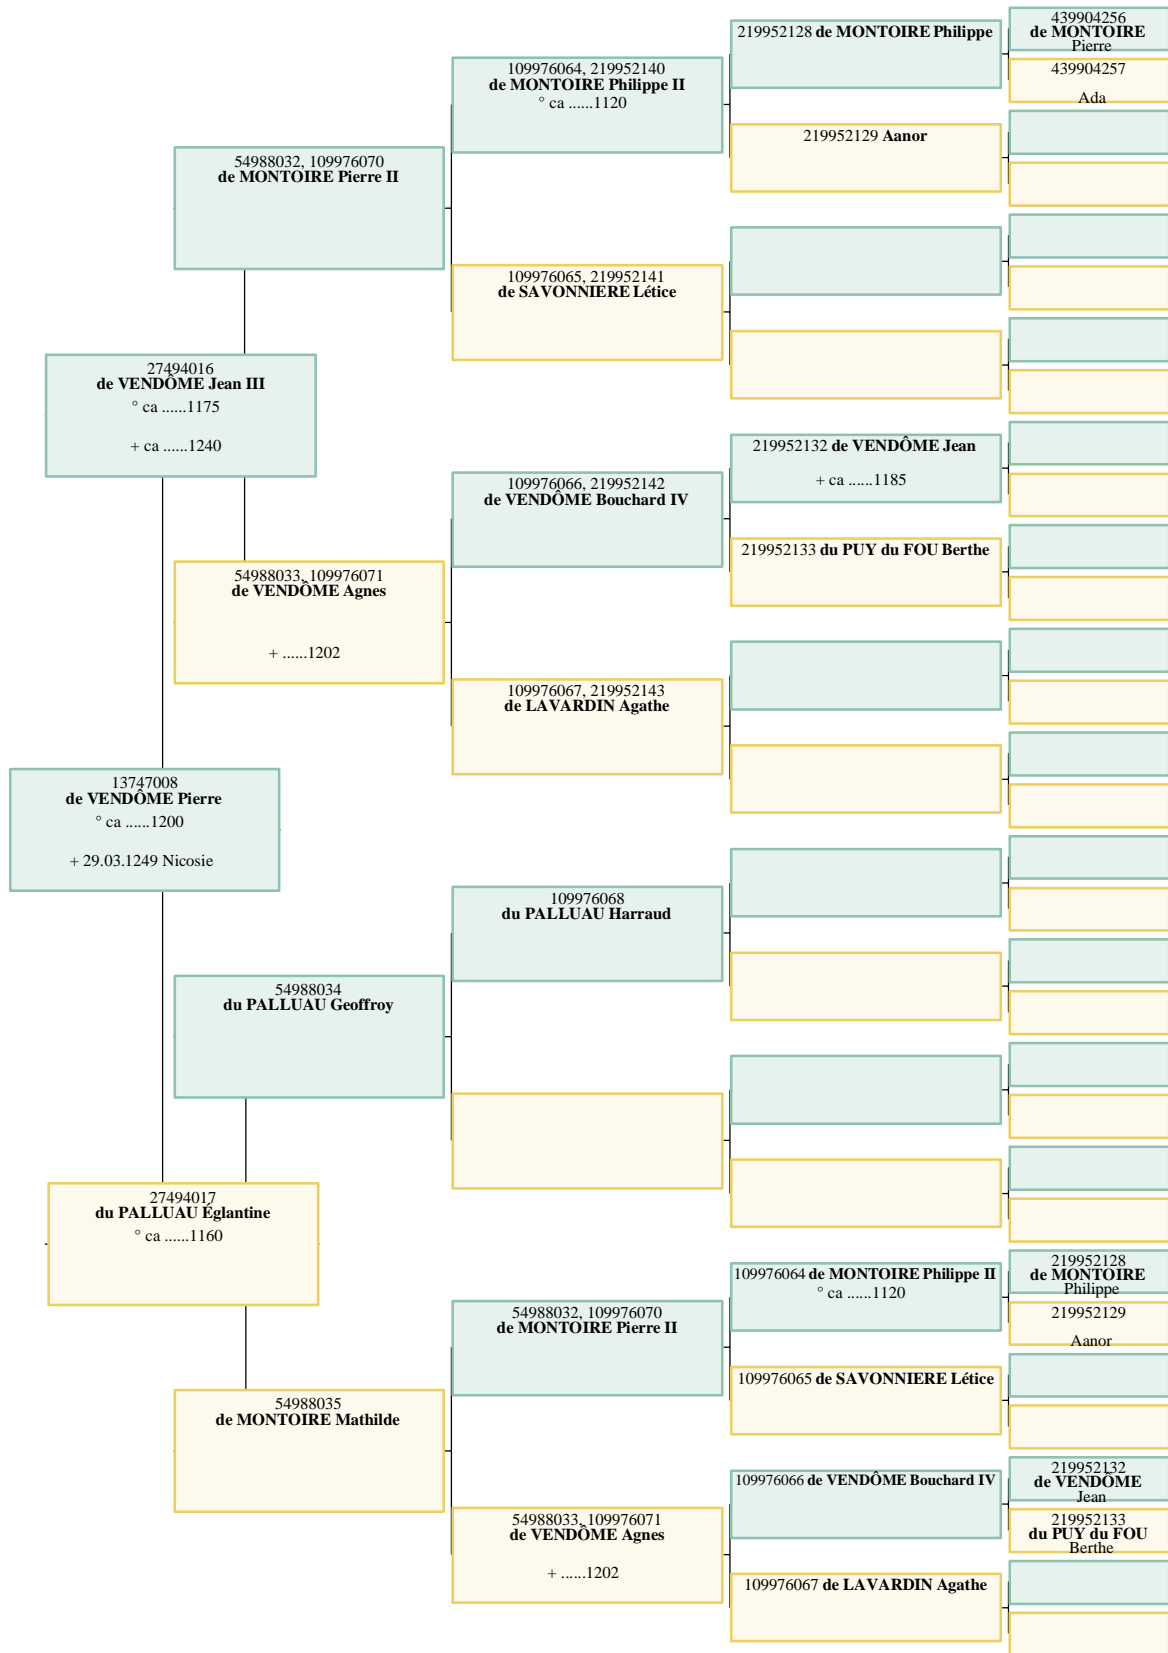 439904256
de MONTOIRE
Pierre
219952128 de MONTOIRE Philippe
439904257
Ada
109976064, 219952140
de MONTOIRE Philippe II
° ca ......1120
219952129 Aanor
54988032, 109976070
de MONTOIRE Pierre II
109976065, 219952141
de SAVONNIERE Létice
27494016
de VENDÔME Jean III
° ca ......1175
+ ca ......1240
219952132 de VENDÔME Jean
+ ca ......1185
109976066, 219952142
de VENDÔME Bouchard IV
219952133 du PUY du FOU Berthe
54988033, 109976071
de VENDÔME Agnes
+ ......1202
109976067, 219952143
de LAVARDIN Agathe
13747008
de VENDÔME Pierre
° ca ......1200
+ 29.03.1249 Nicosie
109976068
du PALLUAU Harraud
54988034
du PALLUAU Geoffroy
27494017
du PALLUAU Églantine
° ca ......1160
219952128
de MONTOIRE
Philippe
109976064 de MONTOIRE Philippe II
° ca ......1120
219952129
Aanor
54988032, 109976070
de MONTOIRE Pierre II
109976065 de SAVONNIERE Létice
54988035
de MONTOIRE Mathilde
219952132
de VENDÔME
Jean
109976066 de VENDÔME Bouchard IV
219952133
du PUY du FOU
Berthe
54988033, 109976071
de VENDÔME Agnes
+ ......1202
109976067 de LAVARDIN Agathe